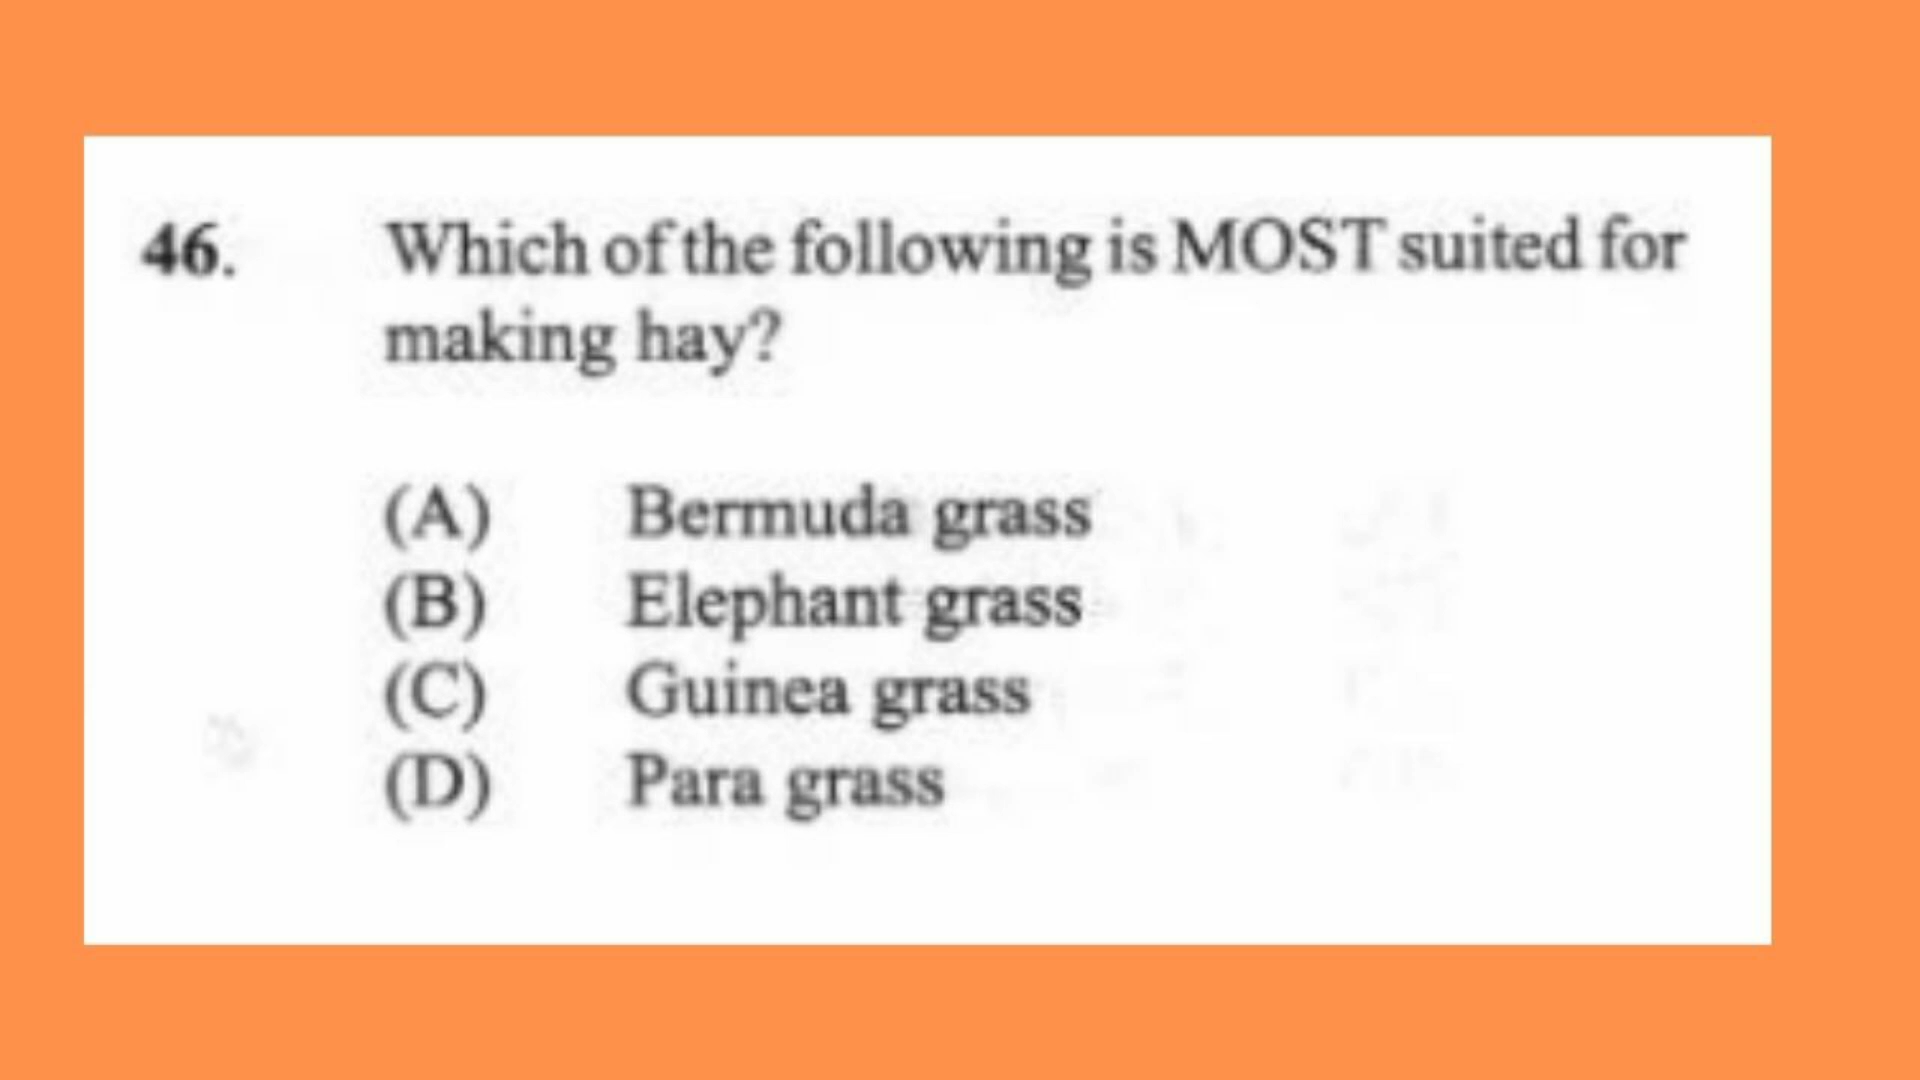 46. Which of the following is MOST suited for
making hay?
(A) Bermuda grass
(B) Elephant grass
(C) Guinea grass
(D) Para grass